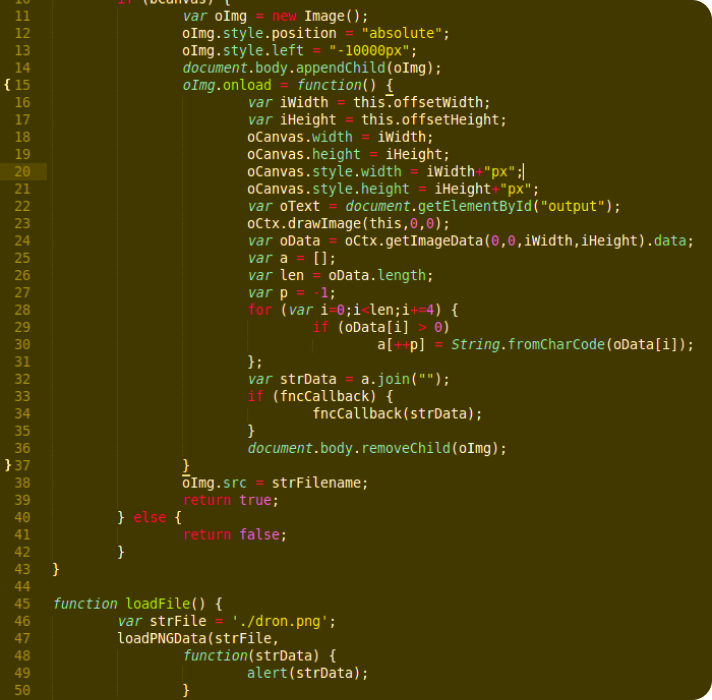 10 if (bCanvas) {
11 var oImg = new Image();
12 oImg.style.position = "absolute";
13 oImg.style.left = "-10000px";
14 document.body.appendChild(oImg);
{15 oImg.onload = function() {
16 var iWidth = this.offsetWidth;
17 var iHeight = this.offsetHeight;
18 oCanvas.width = iWidth;
19 oCanvas.height = iHeight;
20 oCanvas.style.width = iWidth+"px";
21 oCanvas.style.height = iHeight+"px";
22 var oText = document.getElementById("output");
23 oCtx.drawImage(this,0,0);
24 var oData = oCtx.getImageData(0,0,iWidth,iHeight).data;
25 var a = [];
26 var len = oData.length;
27 var p = -1;
28 for (var i=0;i<len;i+=4) {
29 if (oData[i] > 0)
30 a[++p] = String.fromCharCode(oData[i]);
31 };
32 var strData = a.join("");
33 if (fncCallback) {
34 fncCallback(strData);
35 }
36 document.body.removeChild(oImg);
}37 }
38 oImg.src = strFilename;
39 return true;
40 } else {
41 return false;
42 }
43 }
44
45 function loadFile() {
46 var strFile = './dron.png';
47 loadPNGData(strFile,
48 function(strData) {
49 alert(strData);
50 }